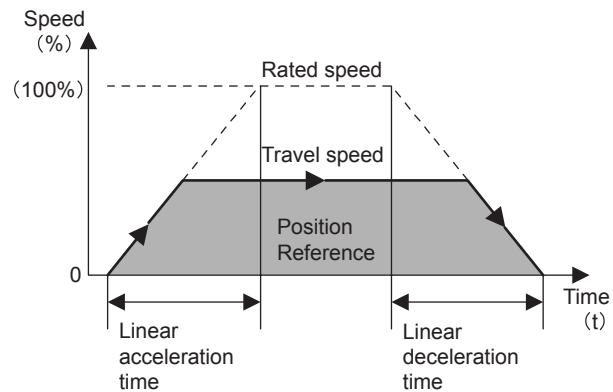 Speed
(%)
(100%)
Rated speed
Travel speed
Position
Reference
0
Time
(t)
Linear
acceleration
time
Linear
deceleration
time